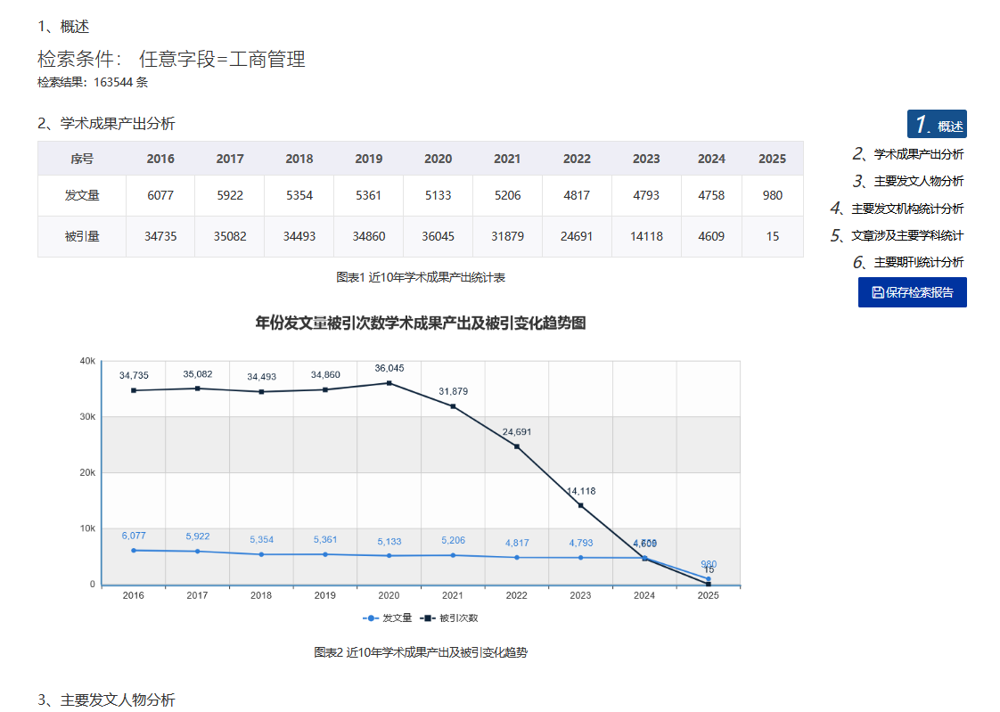 1、概述
检索条件： 任意字段=工商管理
检索结果：163544 条
2、学术成果产出分析
序号 2016 2017 2018 2019 2020 2021 2022 2023 2024 2025
发文量 6077 5922 5354 5361 5133 5206 4817 4793 4758 980
被引量 34735 35082 34493 34860 36045 31879 24691 14118 4609 15
图表1 近10年学术成果产出统计表
1. 概述
2、学术成果产出分析
3、主要发文人物分析
4、主要发文机构统计分析
5、文章涉及主要学科统计
6、主要期刊统计分析
保存检索报告
年份发文量被引次数学术成果产出及被引变化趋势图
40k
30k
20k
10k
0
34,735 35,082 34,493 34,860 36,045 31,879 24,691 14,118 4,609 15
6,077 5,922 5,354 5,361 5,133 5,206 4,817 4,793 980
2016 2017 2018 2019 2020 2021 2022 2023 2024 2025
发文量 被引次数
图表2 近10年学术成果产出及被引变化趋势
3、主要发文人物分析